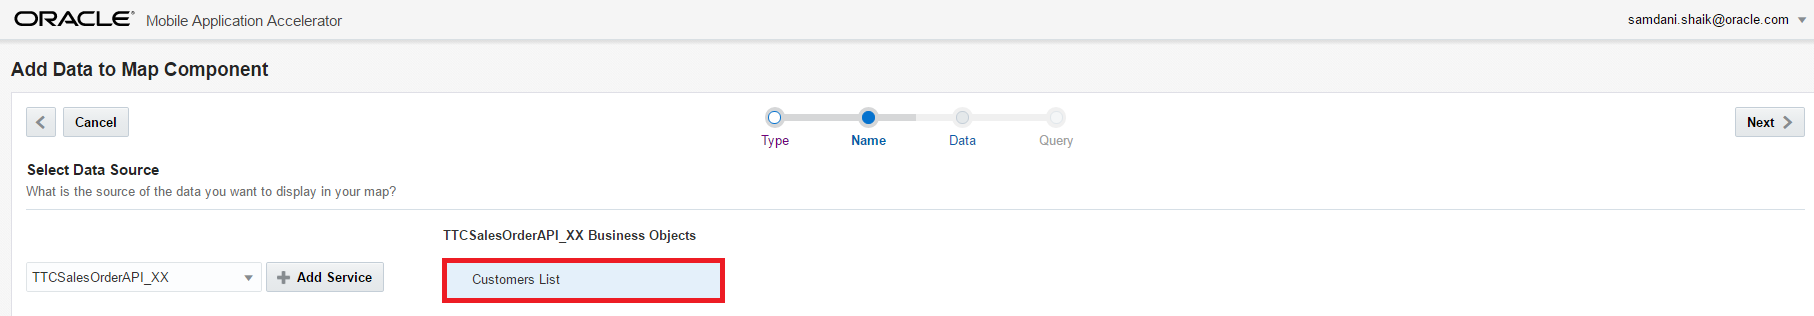 ORACLE® Mobile Application Accelerator
samdani.shaik@oracle.com
Add Data to Map Component
Cancel
Type
Name
Data
Query
Next
Select Data Source
What is the source of the data you want to display in your map?
TTCSalesOrderAPI_XX Business Objects
TTCSalesOrderAPI_XX
Add Service
Customers List